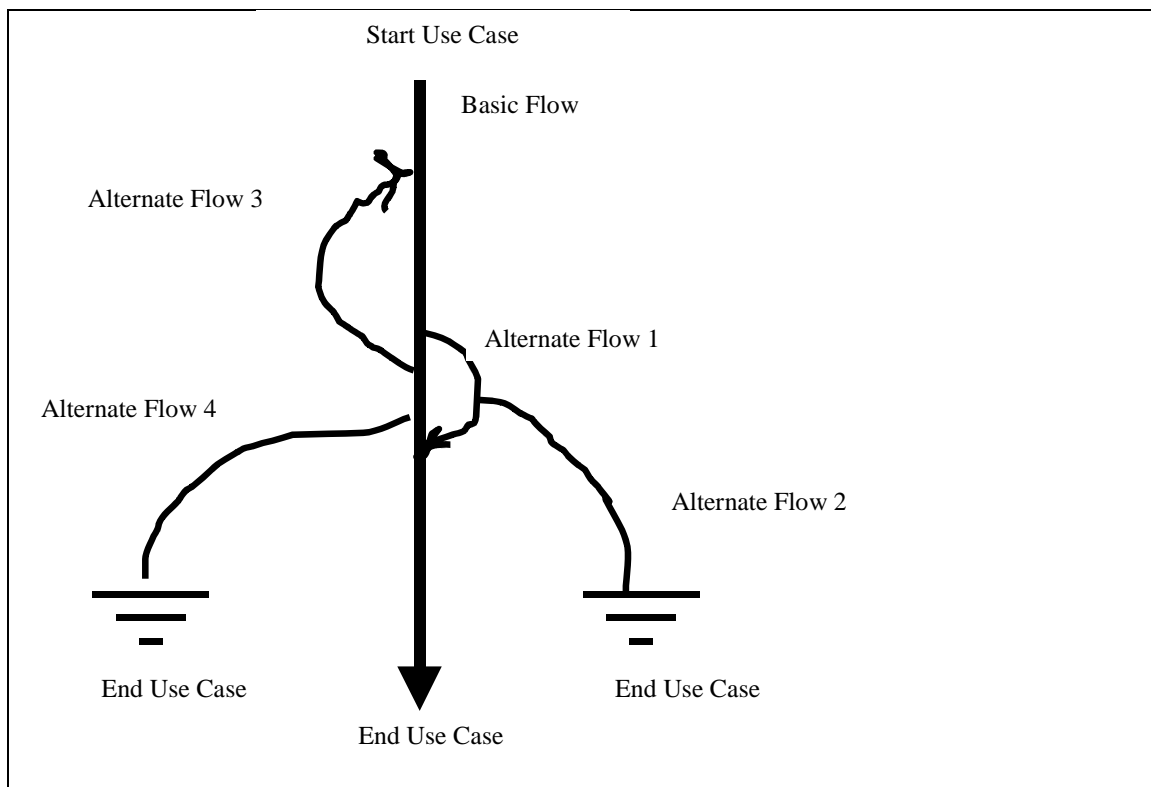 Start Use Case
Basic Flow
Alternate Flow 3
Alternate Flow 1
Alternate Flow 4
Alternate Flow 2
End Use Case
End Use Case
End Use Case